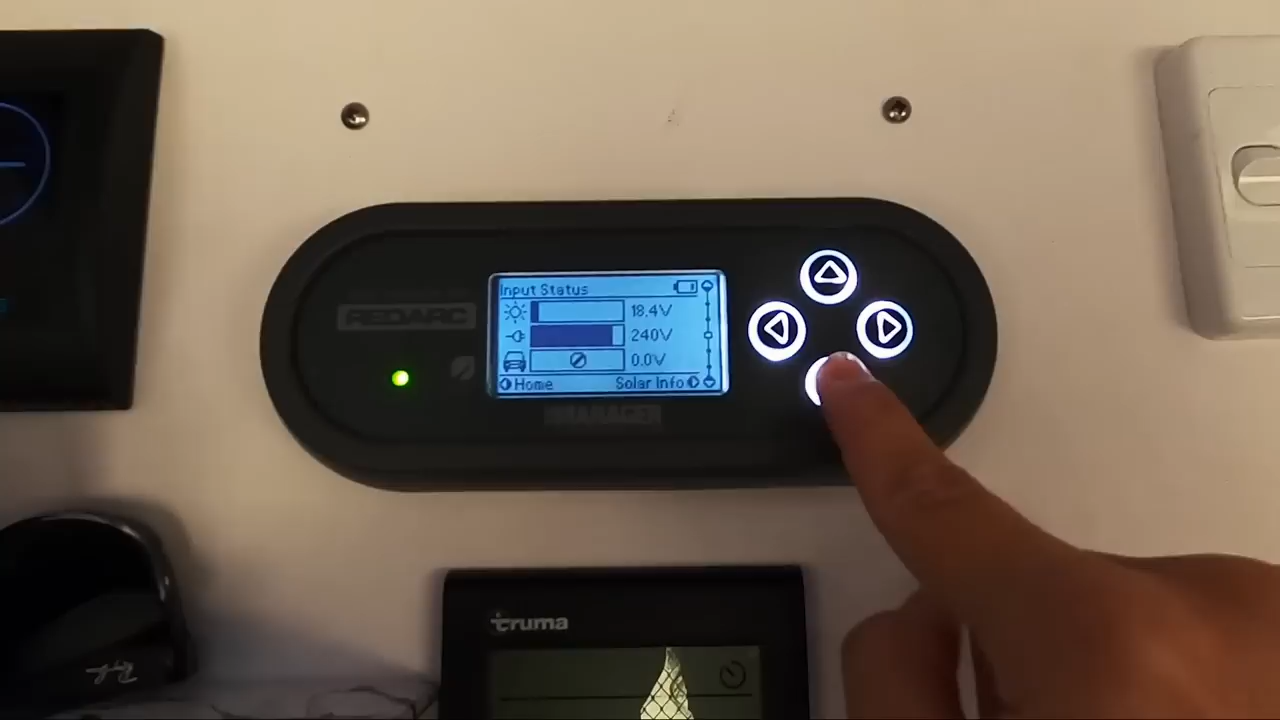 REDARC
Input Status
18.4V
240V
0.0V
Home Solar Info
truma